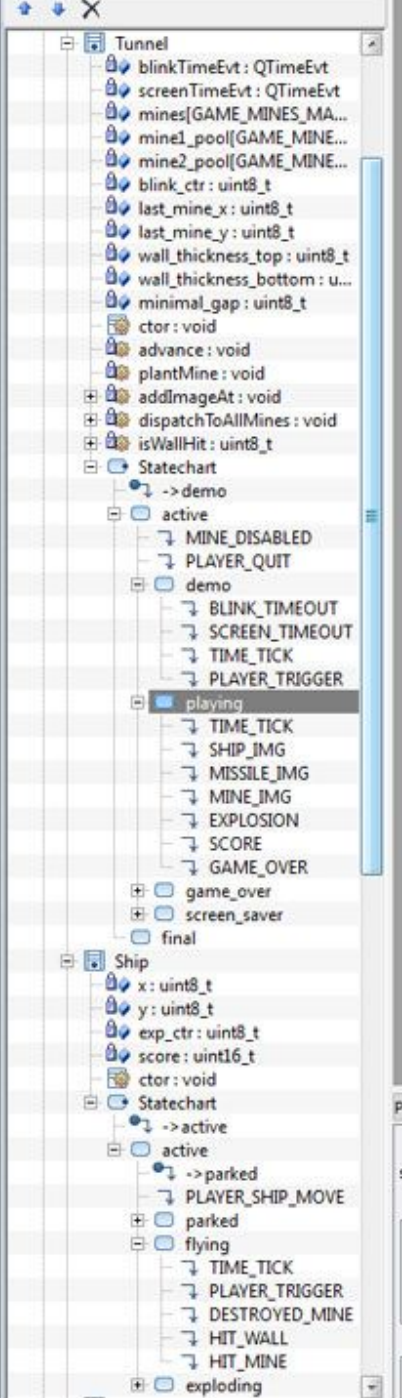 Tunnel
blinkTimeEvt : QTimeEvt
screenTimeEvt : QTimeEvt
mines[GAME_MINES_MA...
mine1_pool[GAME_MINE...
mine2_pool[GAME_MINE...
blink_ctr : uint8_t
last_mine_x : uint8_t
last_mine_y : uint8_t
wall_thickness_top : uint8_t
wall_thickness_bottom : u...
minimal_gap : uint8_t
ctor : void
advance : void
plantMine : void
addImageAt : void
dispatchToAllMines : void
isWallHit : uint8_t
Statechart
->demo
active
MINE_DISABLED
PLAYER_QUIT
demo
BLINK_TIMEOUT
SCREEN_TIMEOUT
TIME_TICK
PLAYER_TRIGGER
playing
TIME_TICK
SHIP_IMG
MISSILE_IMG
MINE_IMG
EXPLOSION
SCORE
GAME_OVER
game_over
screen_saver
final
Ship
x : uint8_t
y : uint8_t
exp_ctr : uint8_t
score : uint16_t
ctor : void
Statechart
->active
active
->parked
PLAYER_SHIP_MOVE
parked
flying
TIME_TICK
PLAYER_TRIGGER
DESTROYED_MINE
HIT_WALL
HIT_MINE
exploding